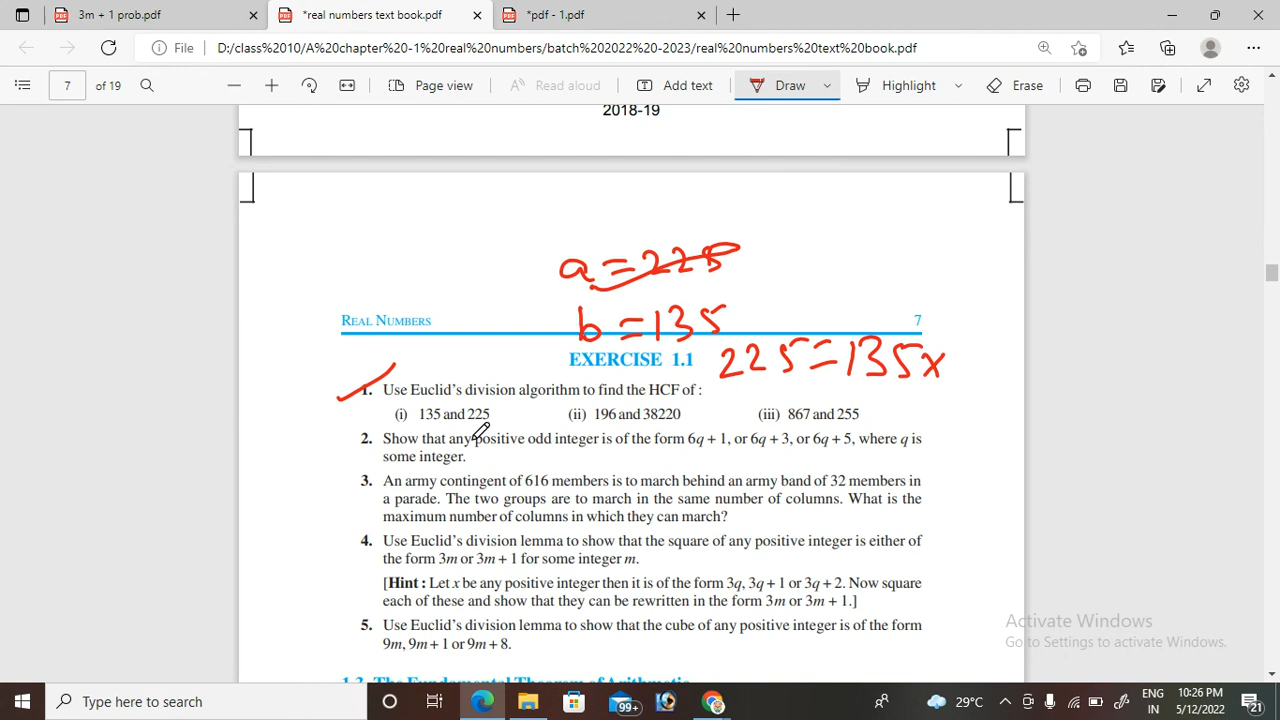 3m + 1 prob.pdf
*real numbers text book.pdf
*pdf - 1.pdf
File D:/class%2010/A%20chapter%20-1%20real%20numbers/batch%202022%20-2023/real%20numbers%20text%20book.pdf
7 of 19 Page view Read aloud Add text Draw Highlight Erase
2018-19
a = 225
b = 135
REAL NUMBERS 7
225 = 135x
EXERCISE 1.1
1. Use Euclid's division algorithm to find the HCF of :
(i) 135 and 225 (ii) 196 and 38220 (iii) 867 and 255
2. Show that any positive odd integer is of the form 6q + 1, or 6q + 3, or 6q + 5, where q is
some integer.
3. An army contingent of 616 members is to march behind an army band of 32 members in
a parade. The two groups are to march in the same number of columns. What is the
maximum number of columns in which they can march?
4. Use Euclid's division lemma to show that the square of any positive integer is either of
the form 3m or 3m + 1 for some integer m.
[Hint : Let x be any positive integer then it is of the form 3q, 3q + 1 or 3q + 2. Now square
each of these and show that they can be rewritten in the form 3m or 3m + 1.]
5. Use Euclid's division lemma to show that the cube of any positive integer is of the form
9m, 9m + 1 or 9m + 8.
1.3 The Fundamental Theorem of Arithmetic
Activate Windows
Go to Settings to activate Windows.
Type here to search
99+
29°C
ENG
IN
10:26 PM
5/12/2022
21